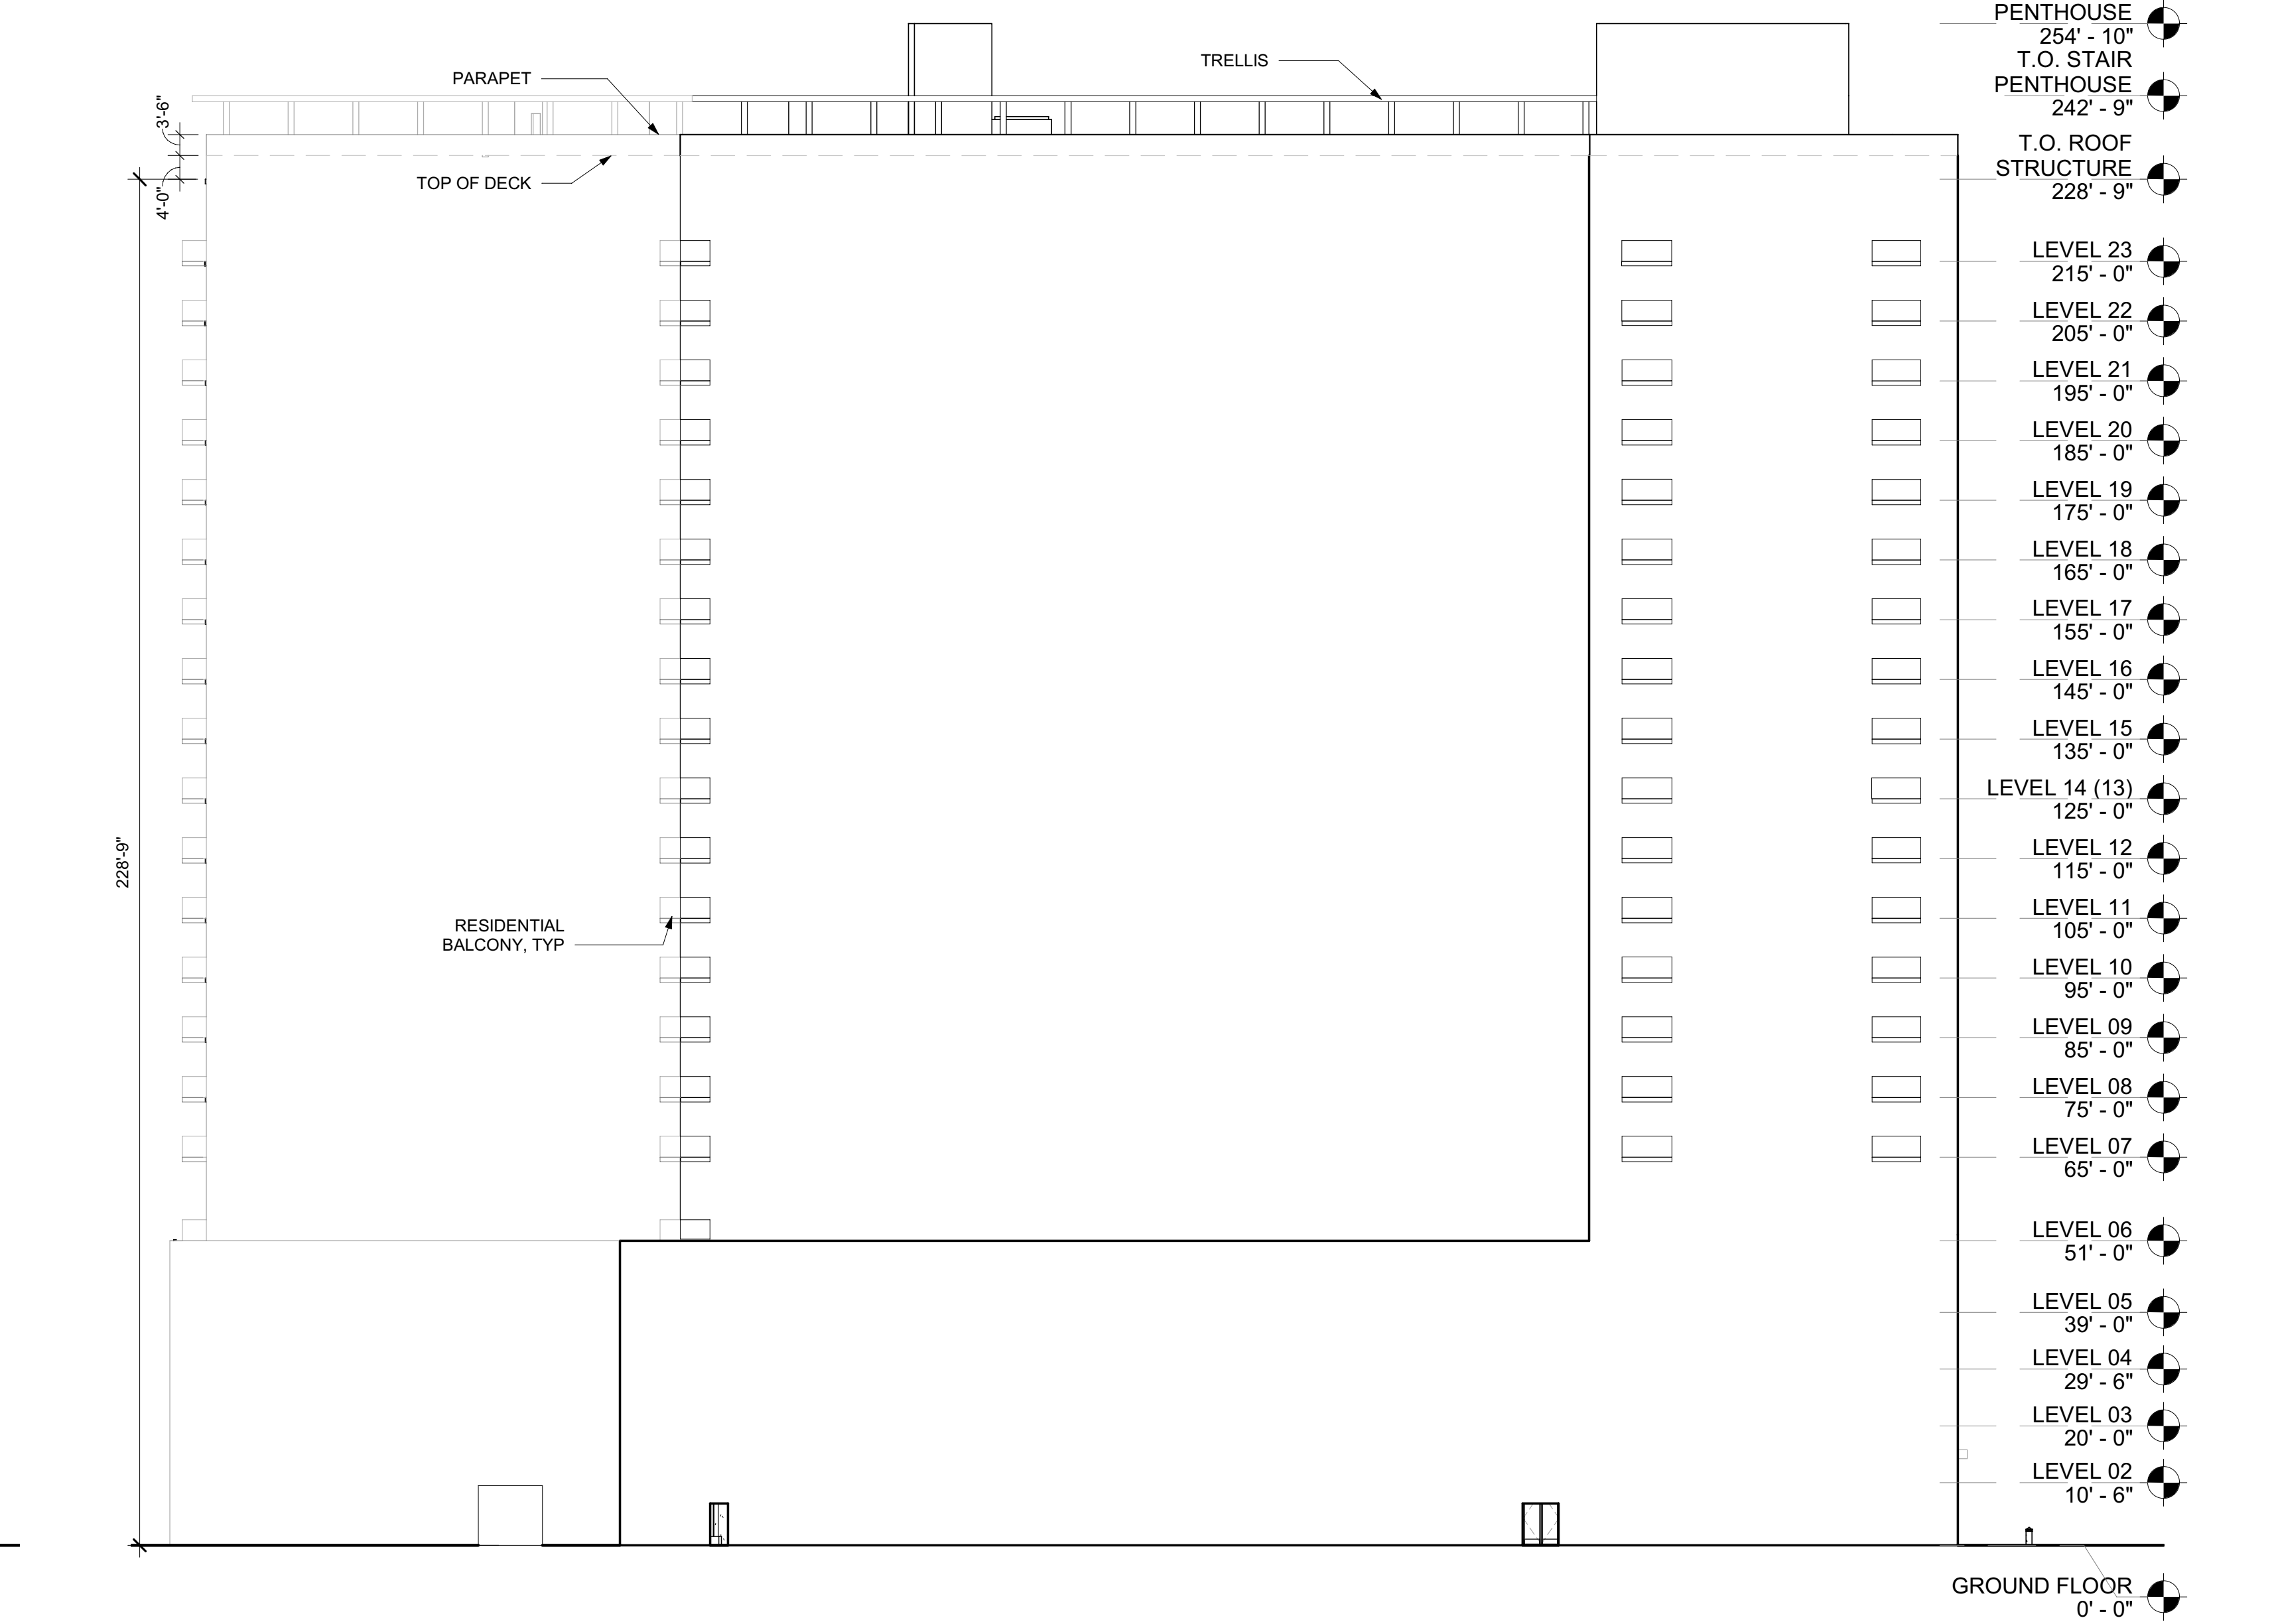 PENTHOUSE
254' - 10"
T.O. STAIR
PENTHOUSE
242' - 9"
T.O. ROOF
STRUCTURE
228' - 9"
PARAPET
TRELLIS
TOP OF DECK
3'-6"
4'-0"
LEVEL 23
215' - 0"
LEVEL 22
205' - 0"
LEVEL 21
195' - 0"
LEVEL 20
185' - 0"
LEVEL 19
175' - 0"
LEVEL 18
165' - 0"
LEVEL 17
155' - 0"
LEVEL 16
145' - 0"
LEVEL 15
135' - 0"
LEVEL 14 (13)
125' - 0"
228'-9"
LEVEL 12
115' - 0"
RESIDENTIAL
BALCONY, TYP
LEVEL 11
105' - 0"
LEVEL 10
95' - 0"
LEVEL 09
85' - 0"
LEVEL 08
75' - 0"
LEVEL 07
65' - 0"
LEVEL 06
51' - 0"
LEVEL 05
39' - 0"
LEVEL 04
29' - 6"
LEVEL 03
20' - 0"
LEVEL 02
10' - 6"
GROUND FLOOR
0' - 0"